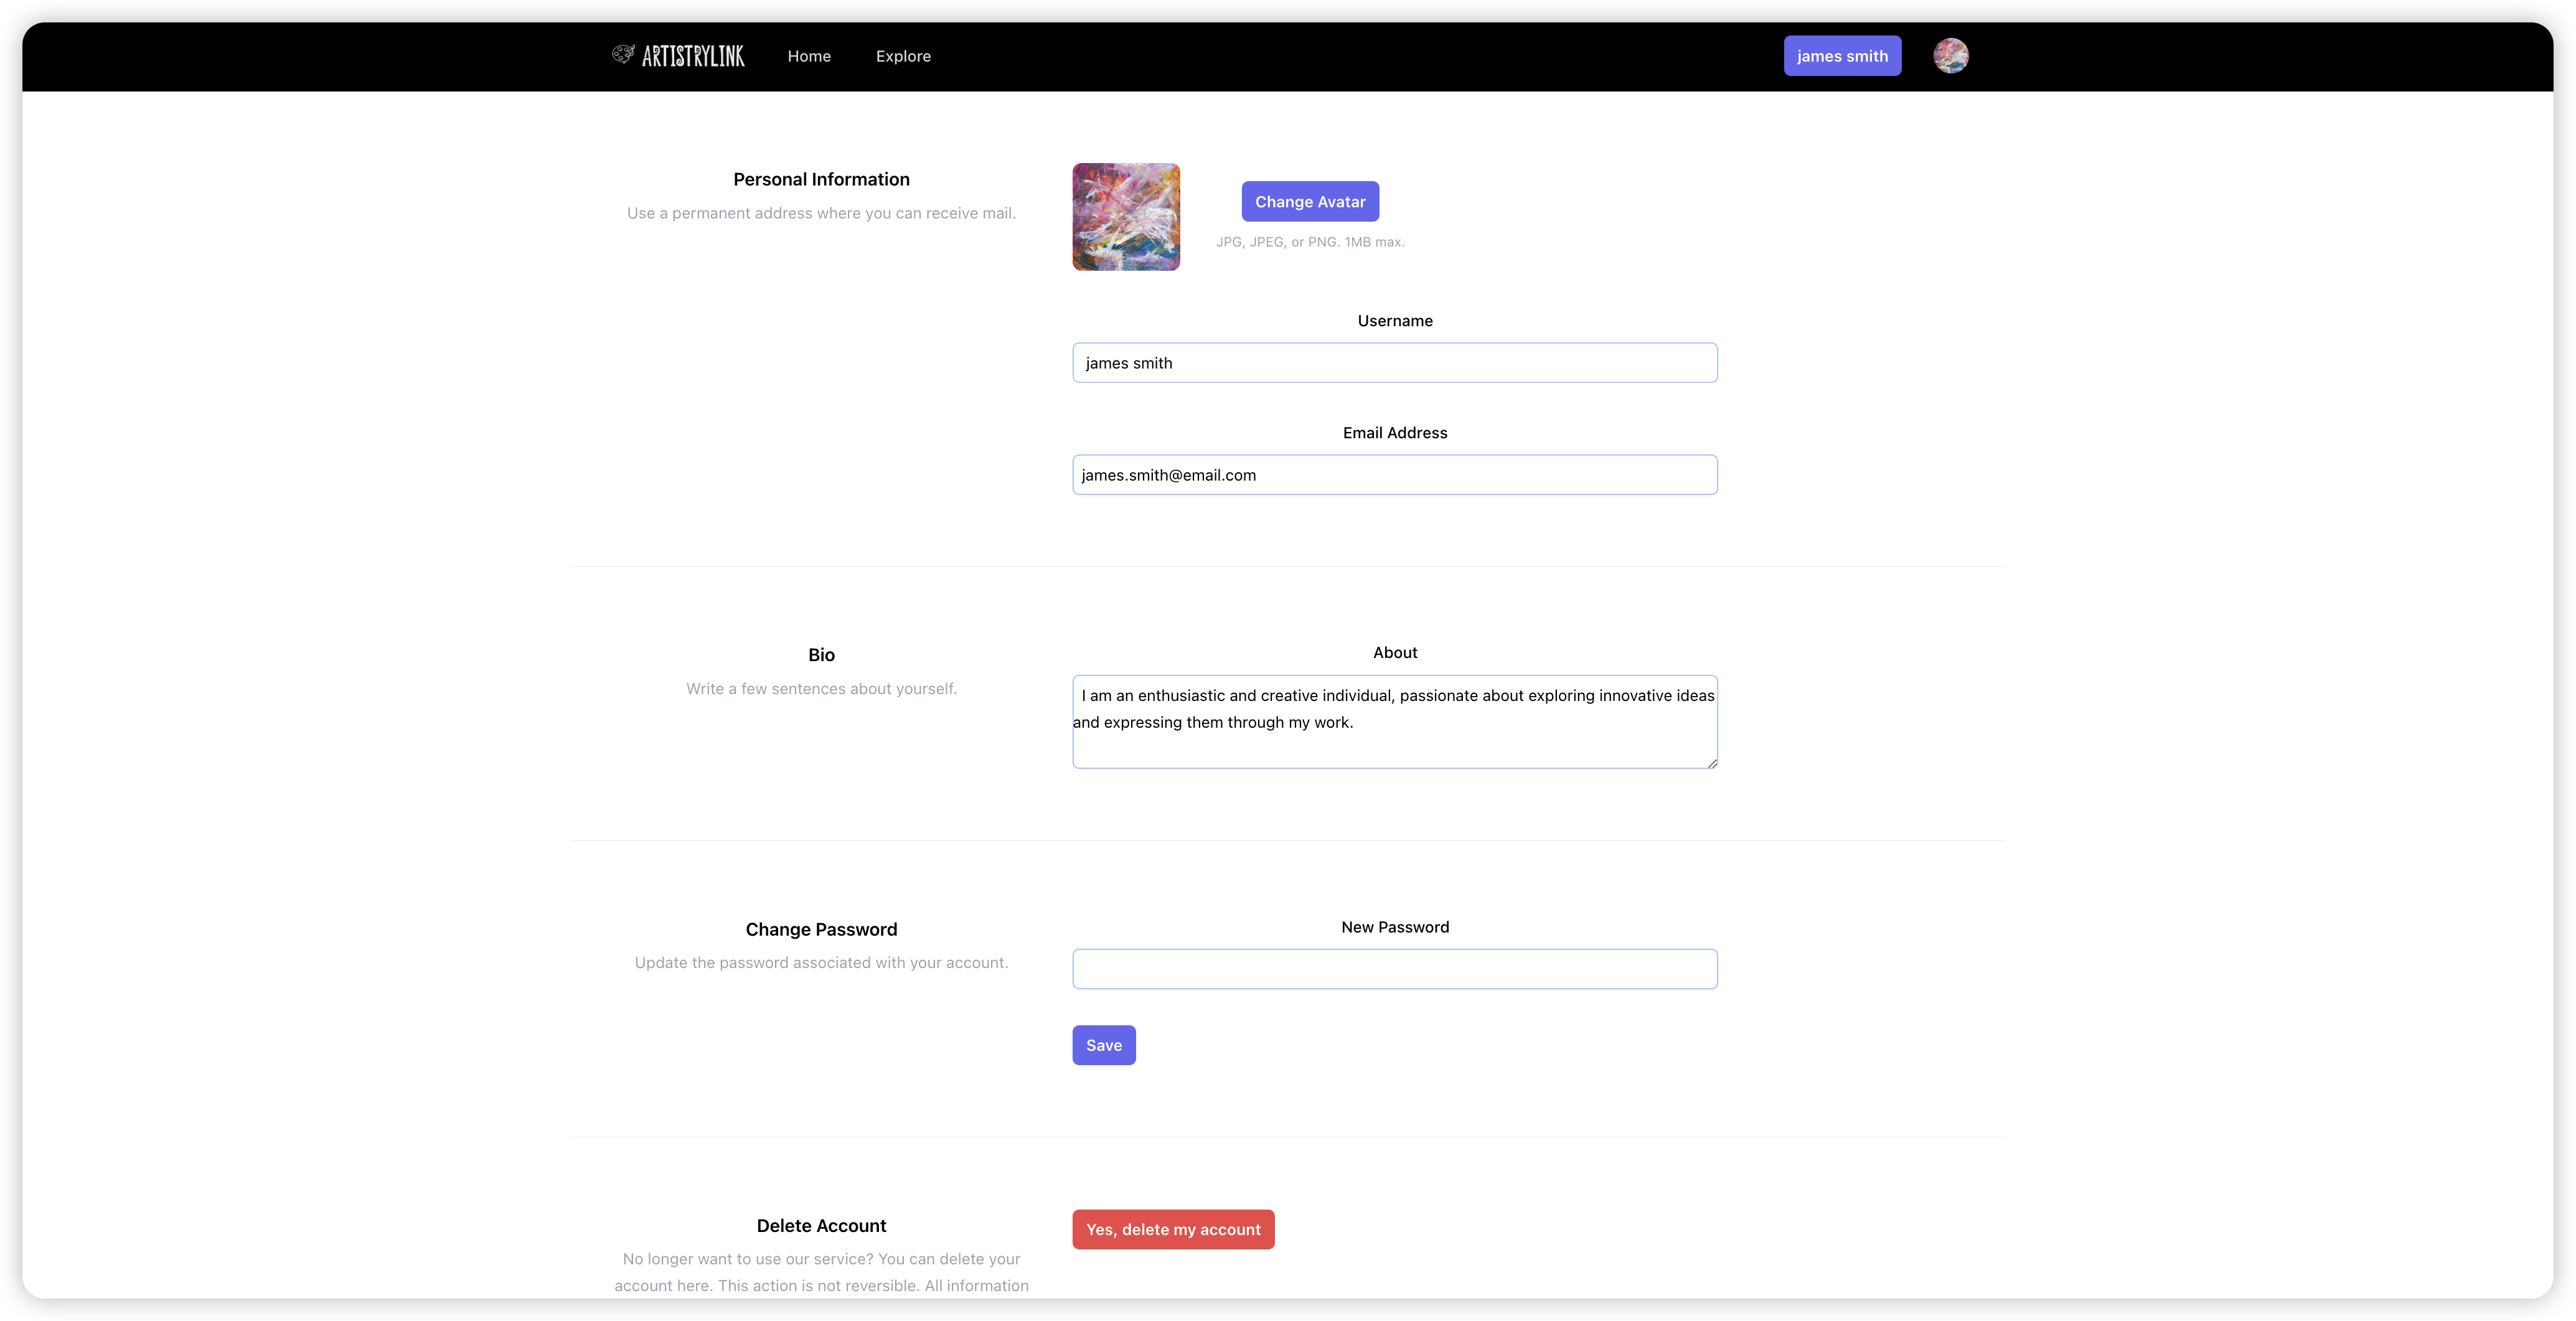 ARTISTRYLINK
Home
Explore
james smith
Personal Information
Use a permanent address where you can receive mail.
Change Avatar
JPG, JPEG, or PNG. 1MB max.
Username
james smith
Email Address
james.smith@email.com
Bio
Write a few sentences about yourself.
About
I am an enthusiastic and creative individual, passionate about exploring innovative ideas
and expressing them through my work.
Change Password
Update the password associated with your account.
New Password
Save
Delete Account
No longer want to use our service? You can delete your
account here. This action is not reversible. All information
Yes, delete my account